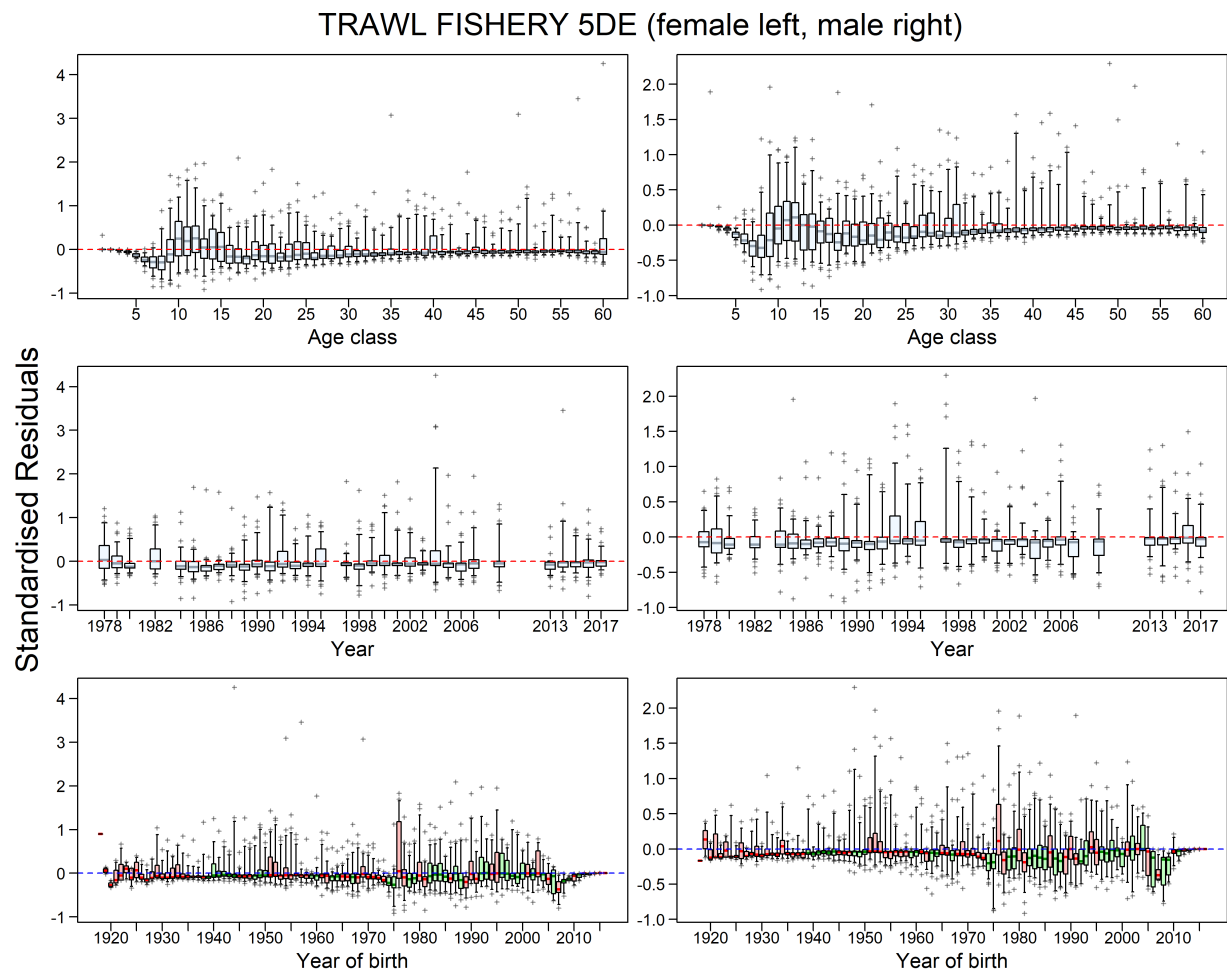 TRAWL FISHERY 5DE (female left, male right)
Standardised Residuals
4
3
2
1
0
-1
5 10 15 20 25 30 35 40 45 50 55 60
Age class
2.0
1.5
1.0
0.5
0.0
-0.5
-1.0
5 10 15 20 25 30 35 40 45 50 55 60
Age class
4
3
2
1
0
-1
1978 1982 1986 1990 1994 1998 2002 2006 2013 2017
Year
2.0
1.5
1.0
0.5
0.0
-0.5
-1.0
1978 1982 1986 1990 1994 1998 2002 2006 2013 2017
Year
4
3
2
1
0
-1
1920 1930 1940 1950 1960 1970 1980 1990 2000 2010
Year of birth
2.0
1.5
1.0
0.5
0.0
-0.5
-1.0
1920 1930 1940 1950 1960 1970 1980 1990 2000 2010
Year of birth